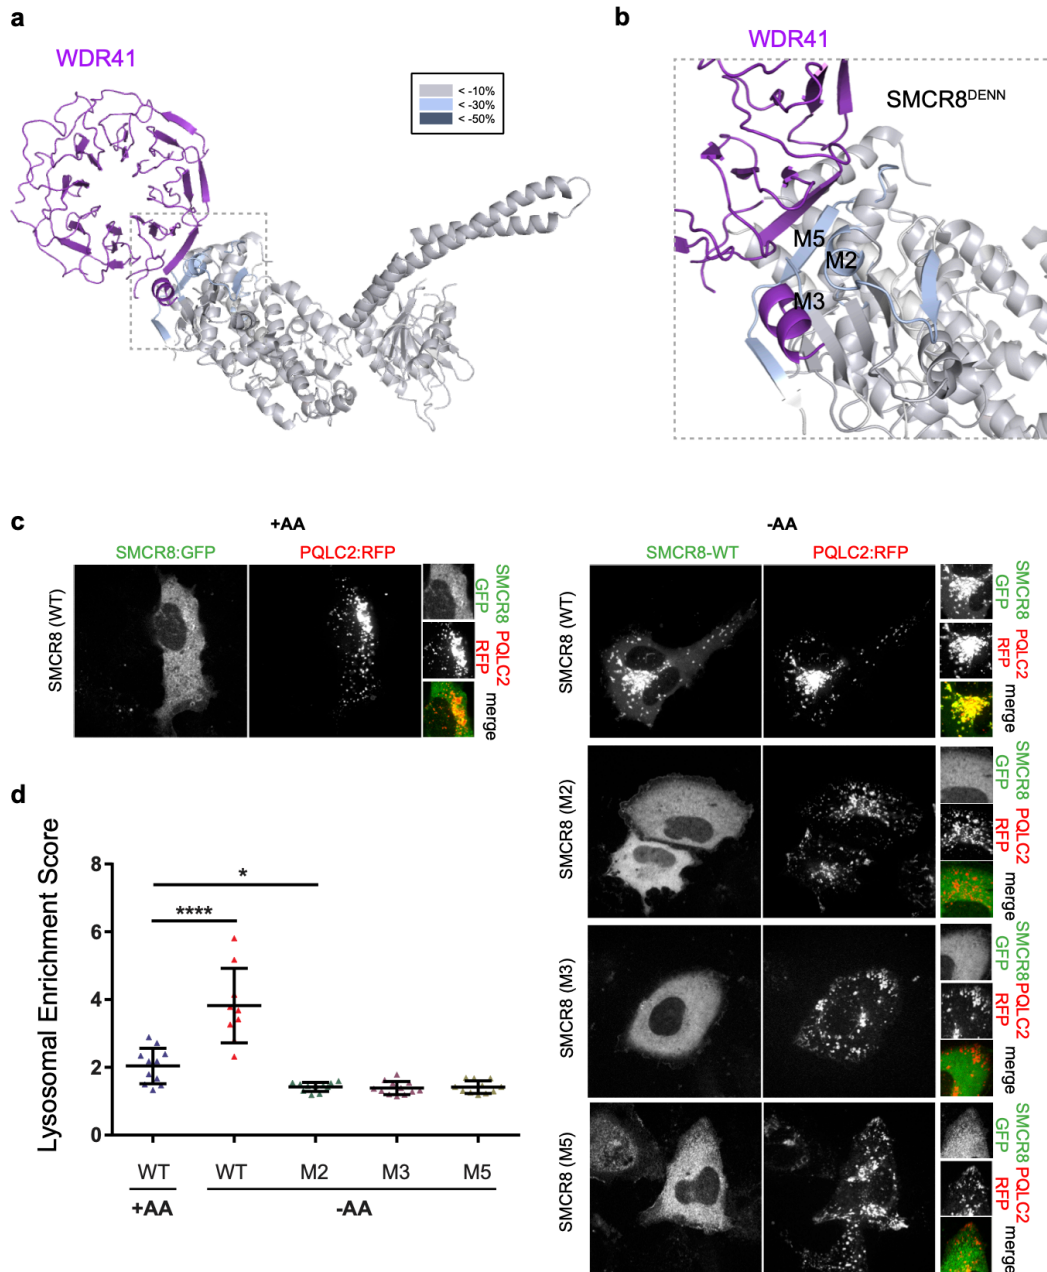 a
WDR41
< -10%
< -30%
< -50%
b
WDR41
SMCR8DENN
M5
M2
M3
c
+AA
SMCR8:GFP
PQLC2:RFP
SMCR8 (WT)
SMCR8
GFP
PQLC2
RFP
merge
-AA
SMCR8-WT
PQLC2:RFP
SMCR8 (WT)
SMCR8
GFP
PQLC2
RFP
merge
SMCR8 (M2)
SMCR8
GFP
PQLC2
RFP
merge
SMCR8 (M3)
SMCR8
GFP
PQLC2
RFP
merge
SMCR8 (M5)
SMCR8
GFP
PQLC2
RFP
merge
d
Lysosomal Enrichment Score
8
6
4
2
0
*
****
WT WT M2 M3 M5
+AA -AA